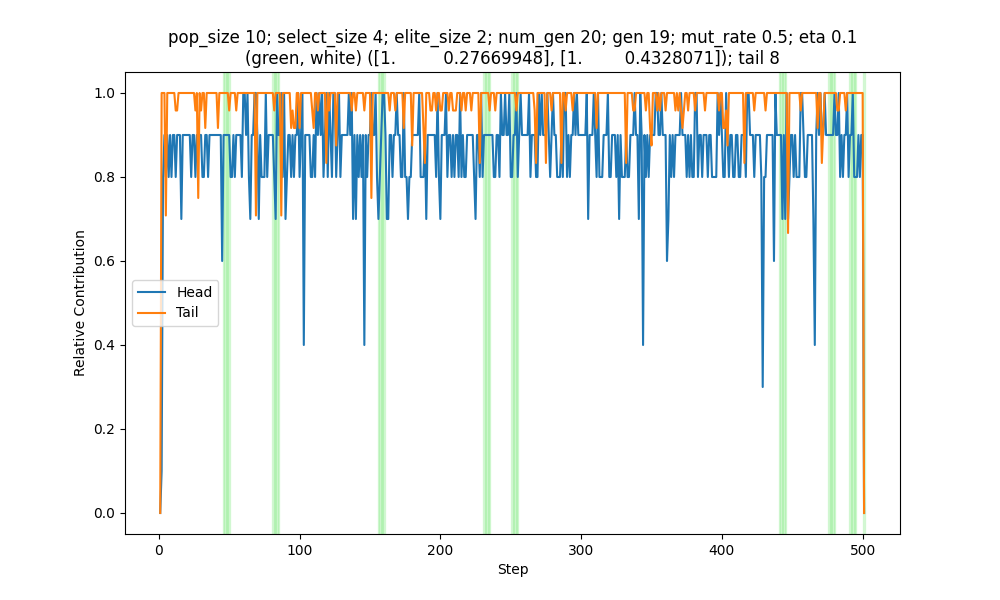 pop_size 10; select_size 4; elite_size 2; num_gen 20; gen 19; mut_rate 0.5; eta 0.1
(green, white) ([1. 0.27669948], [1. 0.4328071]); tail 8
1.0
0.8
0.6
0.4
0.2
0.0
Relative Contribution
Head
Tail
0 100 200 300 400 500
Step